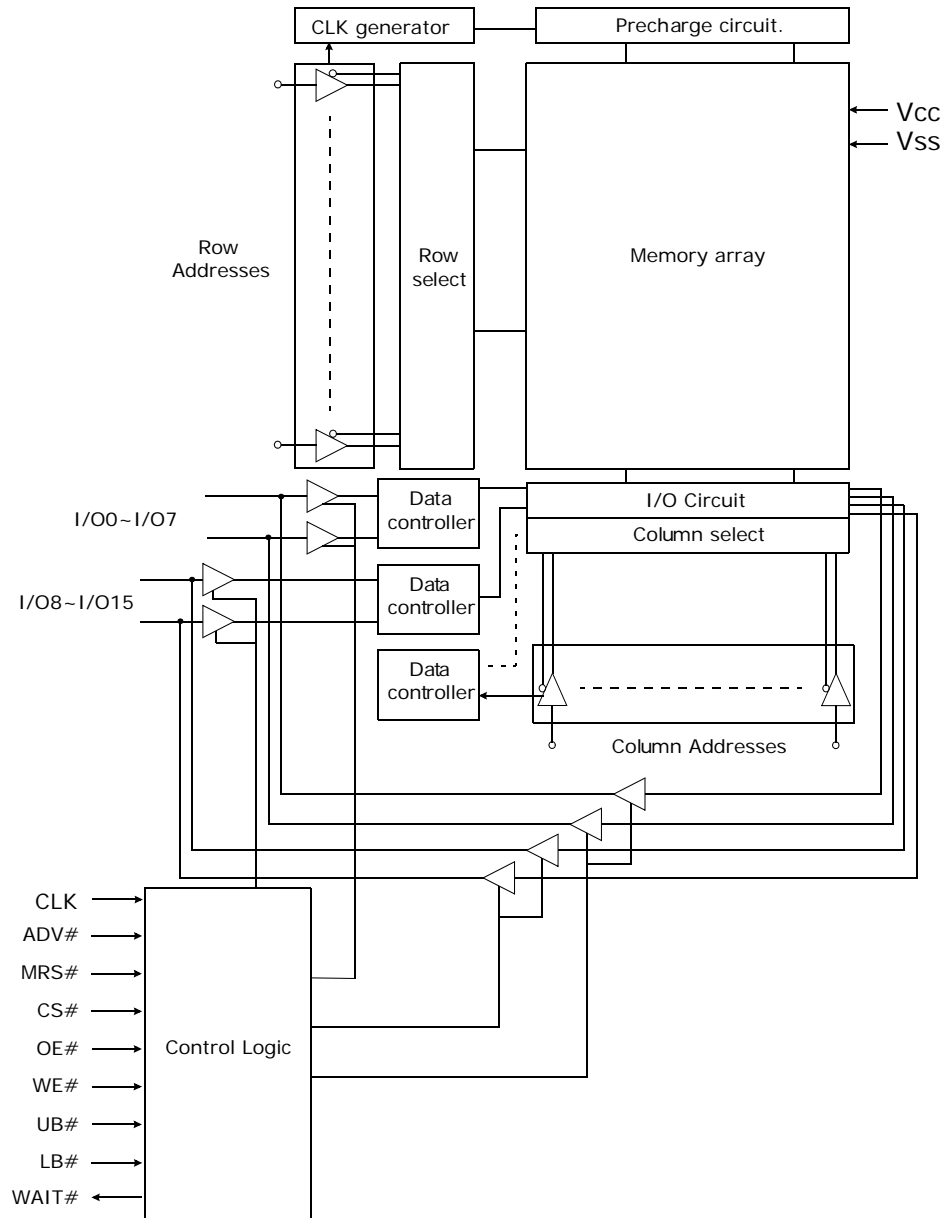 CLK generator
Precharge circuit.
Vcc
Vss
Row
Addresses
Row
select
Memory array
I/O0~I/O7
Data
controller
I/O Circuit
Column select
I/O8~I/O15
Data
controller
Data
controller
Column Addresses
CLK
ADV#
MRS#
CS#
OE#
WE#
UB#
LB#
WAIT#
Control Logic